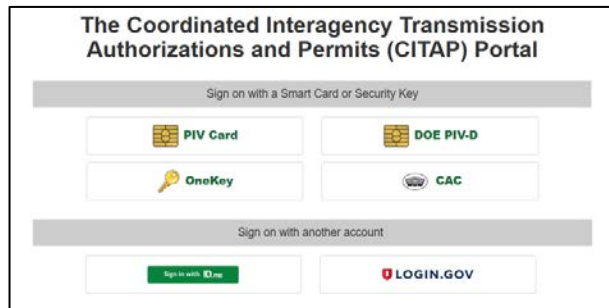 The Coordinated Interagency Transmission
Authorizations and Permits (CITAP) Portal
Sign on with a Smart Card or Security Key
PIV Card
DOE PIV-D
OneKey
CAC
Sign on with another account
Sign in with ID.me
LOGIN.GOV